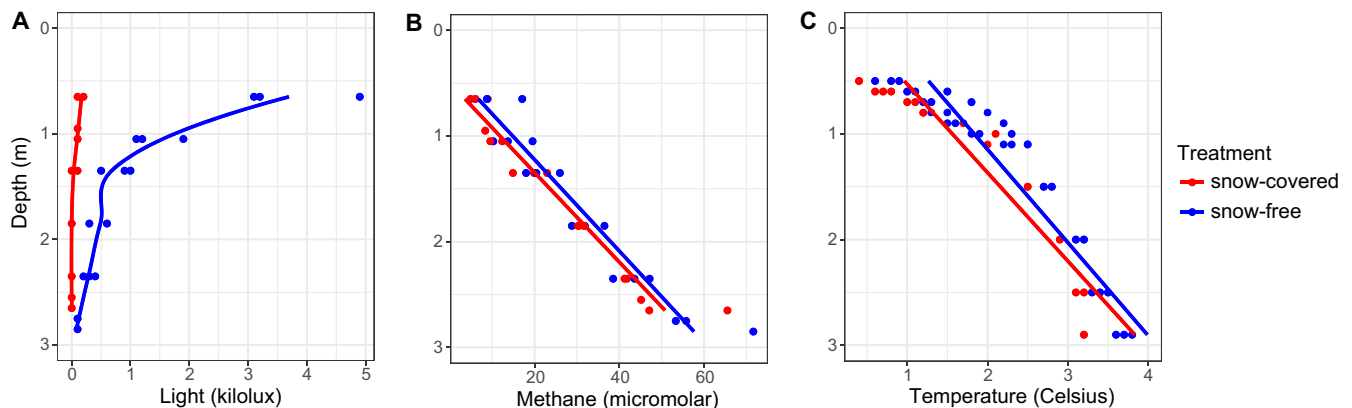 A
B
C
0
1
2
3
Depth (m)
0 1 2 3 4 5
Light (kilolux)
0
1
2
3
20 40 60
Methane (micromolar)
0
1
2
3
1 2 3 4
Temperature (Celsius)
Treatment
snow-covered
snow-free